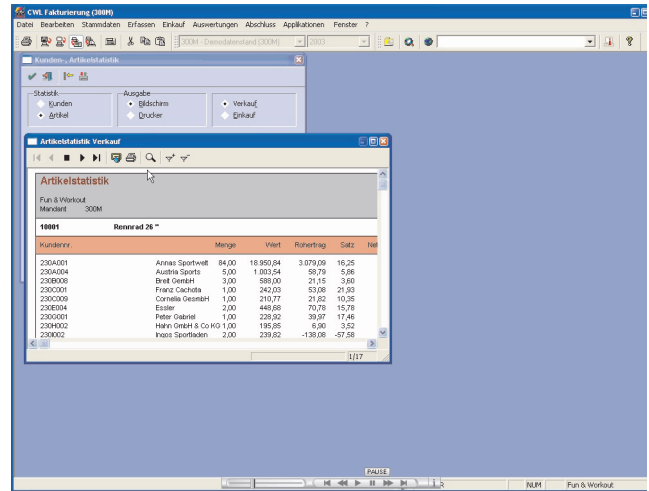 CWL Fakturierung (300M)
Datei Bearbeiten Stammdaten Erfassen Einkauf Auswertungen Abschluss Applikationen Fenster ?
300M - Demodatenstand (300M) 2003
Kunden-, Artikelstatistik
Statistik Ausgabe
Kunden Bildschirm Verkauf
Artikel Drucker Einkauf
Artikelstatistik Verkauf
Artikelstatistik
Fun & Workout
Mandant 300M
10001 Rennrad 26 "
Kundennr. Menge Wert Rohertrag Satz Net
230A001 Annas Sportwelt 84,00 18.950,84 3.079,09 16,25
230A004 Austria Sports 5,00 1.003,54 58,79 5,86
230B008 Breit GembH 3,00 588,00 21,15 3,60
230C001 Franz Cachota 1,00 242,03 53,08 21,93
230C009 Cornelia GesmbH 1,00 210,77 21,82 10,35
230E004 Essler 2,00 448,68 70,78 15,78
230G001 Peter Gabriel 1,00 228,92 39,97 17,46
230H002 Hahn GmbH & Co KG 1,00 195,85 6,90 3,52
230I002 Ingos Sportladen 2,00 239,82 -138,08 -57,58
1/17
PAUSE
R NUM Fun & Workout